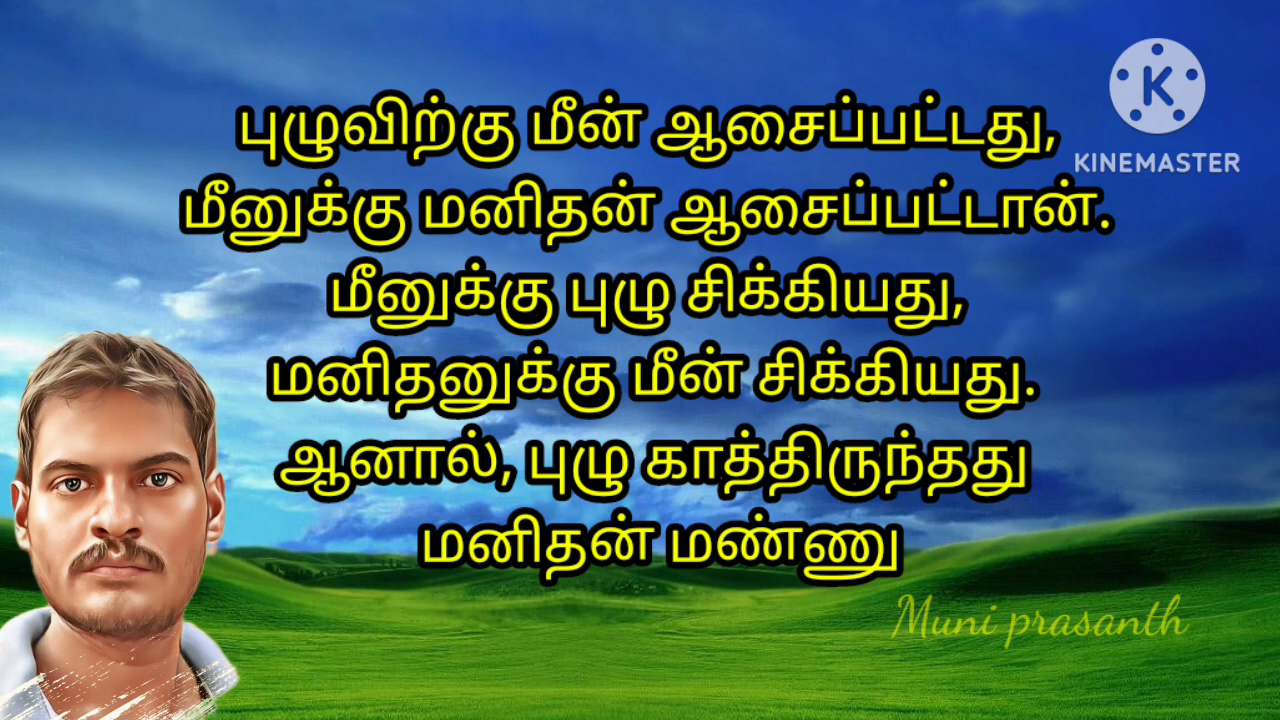 புழுவிற்கு மீன் ஆசைப்பட்டது,
மீனுக்கு மனிதன் ஆசைப்பட்டான்.
மீனுக்கு புழு சிக்கியது,
மனிதனுக்கு மீன் சிக்கியது.
ஆனால், புழு காத்திருந்தது
மனிதன் மண்ணு
Muni prasanth
K
KINEMASTER